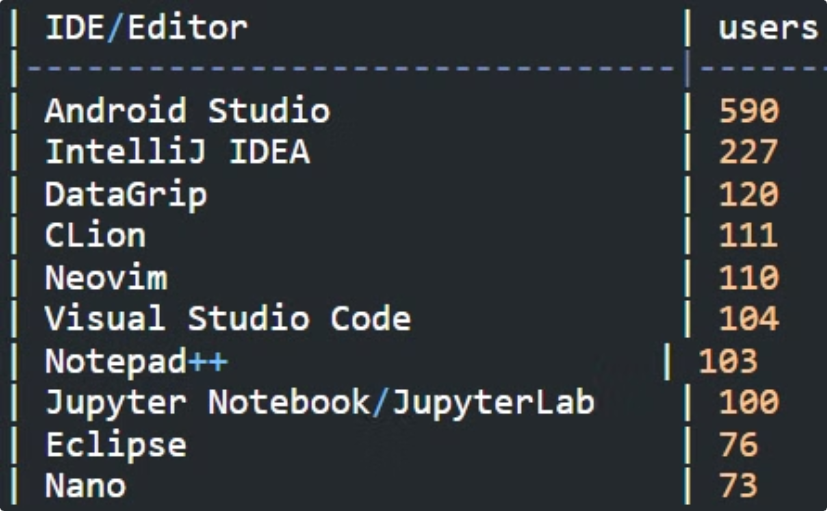 | IDE/Editor                      | users
|---------------------------------|-------
| Android Studio                  | 590
| IntelliJ IDEA                   | 227
| DataGrip                        | 120
| CLion                           | 111
| Neovim                          | 110
| Visual Studio Code              | 104
| Notepad++                      | 103
| Jupyter Notebook/JupyterLab     | 100
| Eclipse                         | 76
| Nano                            | 73